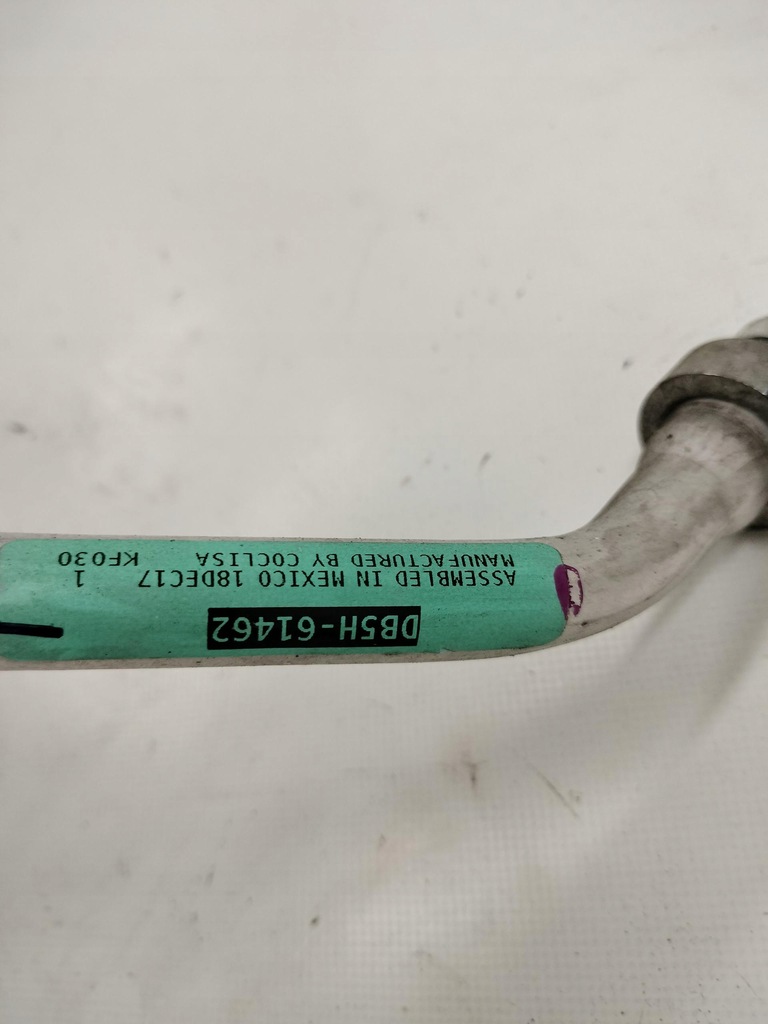 DB5H-61462
ASSEMBLED IN MEXICO 18DEC17 1
MANUFACTURED BY COCLISA KF030